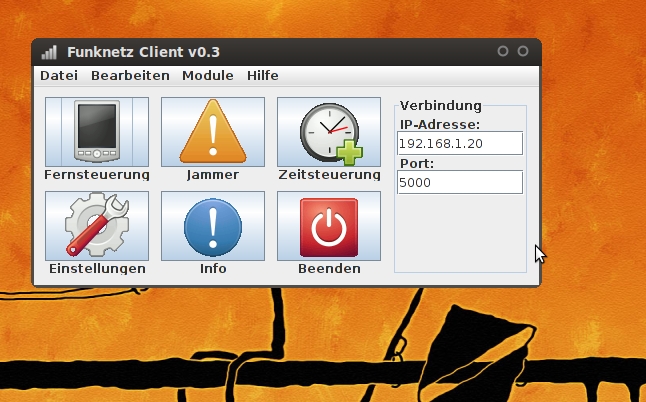 Funknetz Client v0.3
Datei Bearbeiten Module Hilfe
Fernsteuerung Jammer Zeitsteuerung
Einstellungen Info Beenden
Verbindung
IP-Adresse:
192.168.1.20
Port:
5000